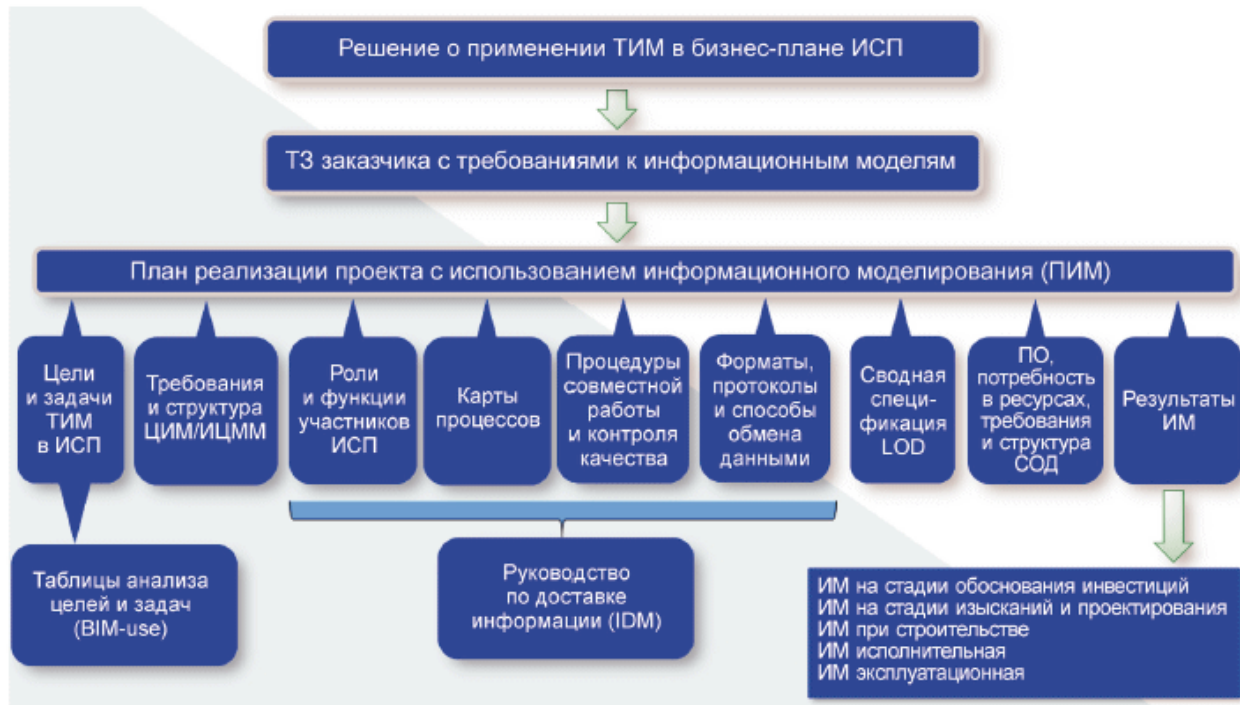 Решение о применении ТИМ в бизнес-плане ИСП
ТЗ заказчика с требованиями к информационным моделям
План реализации проекта с использованием информационного моделирования (ПИМ)
Цели
и задачи
ТИМ
в ИСП
Требования
и структура
ЦИМ/ИЦММ
Роли
и функции
участников
ИСП
Карты
процессов
Процедуры
совместной
работы
и контроля
качества
Форматы,
протоколы
и способы
обмена
данными
Сводная
специ-
фикация
LOD
ПО,
потребность
в ресурсах,
требования
и структура
СОД
Результаты
ИМ
Таблицы анализа
целей и задач
(BIM-use)
Руководство
по доставке
информации (IDM)
ИМ на стадии обоснования инвестиций
ИМ на стадии изысканий и проектирования
ИМ при строительстве
ИМ исполнительная
ИМ эксплуатационная